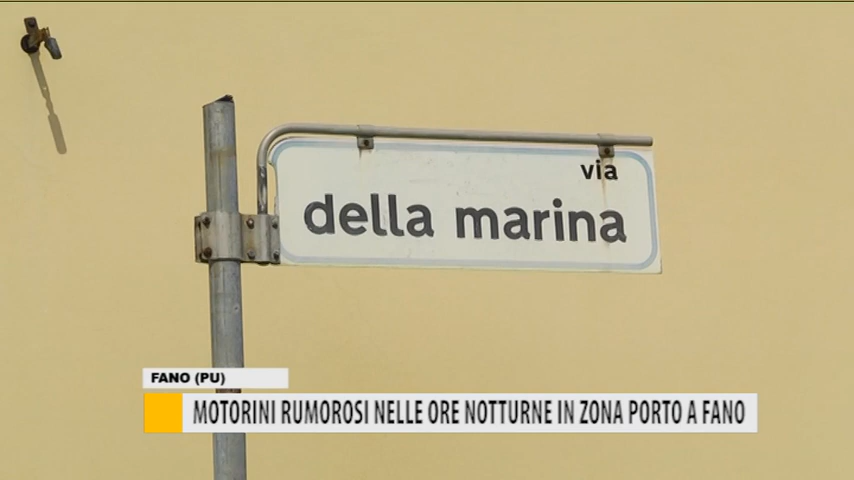 via
della marina
FANO (PU)
MOTORINI RUMOROSI NELLE ORE NOTTURNE IN ZONA PORTO A FANO